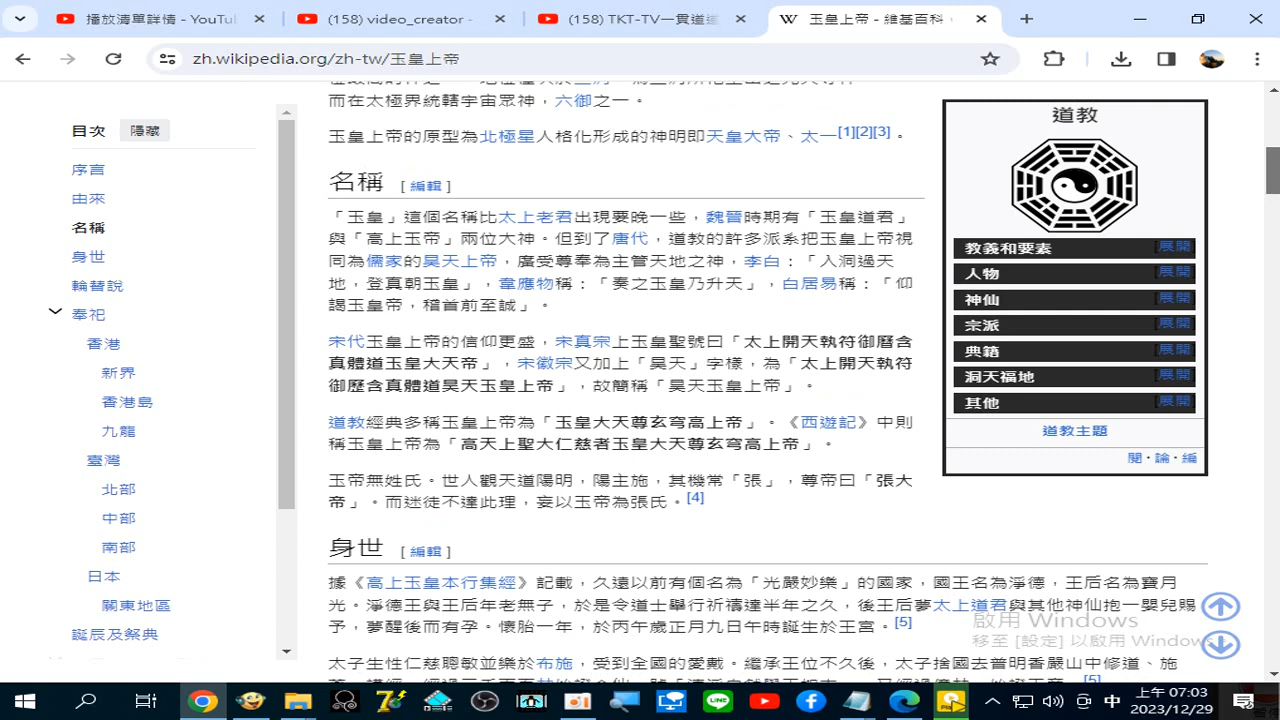 播放清單詳情 - YouTu
(158) video_creator -
(158) TKT-TV一貫道道
玉皇上帝 - 維基百科，
zh.wikipedia.org/zh-tw/玉皇上帝
目次 隱藏
序言
由來
名稱
身世
輪替說
奉祀
香港
新界
香港島
九龍
臺灣
北部
中部
南部
日本
關東地區
誕辰及祭典
而在太極界統轄宇宙眾神，六御之一。
玉皇上帝的原型為北極星人格化形成的神明即天皇大帝、太一[1][2][3]。
名稱 [編輯]
「玉皇」這個名稱比太上老君出現要晚一些，魏晉時期有「玉皇道君」
與「高上玉帝」兩位大神。但到了唐代，道教的許多派系把玉皇上帝視
同為儒家的昊天上帝，廣受尊奉為主管天地之神，李白：「入洞過天
地，登真朝玉皇」，韋應物稱：「奏之玉皇乃升天」，白居易稱：「仰
謁玉皇帝，稽首前至誠」。
宋代玉皇上帝的信仰更盛，宋真宗上玉皇聖號曰「太上開天執符御曆含
真體道玉皇大天帝」，宋徽宗又加上「昊天」字樣，為「太上開天執符
御歷含真體道昊天玉皇上帝」，故簡稱「昊天玉皇上帝」。
道教經典多稱玉皇上帝為「玉皇大天尊玄穹高上帝」。《西遊記》中則
稱玉皇上帝為「高天上聖大仁慈者玉皇大天尊玄穹高上帝」。
玉帝無姓氏。世人觀天道陽明，陽主施，其機常「張」，尊帝曰「張大
帝」。而迷徒不達此理，妄以玉帝為張氏。[4]
身世 [編輯]
據《高上玉皇本行集經》記載，久遠以前有個名為「光嚴妙樂」的國家，國王名為淨德，王后名為寶月
光。淨德王與王后年老無子，於是令道士舉行祈禱達半年之久，後王后夢太上道君與其他神仙抱一嬰兒賜
予，夢醒後而有孕。懷胎一年，於丙午歲正月九日午時誕生於王宮。[5]
太子生性仁慈聰敏並樂於布施，受到全國的愛戴。繼承王位不久後，太子捨國去普明香嚴山中修道、施
道教
教義和要素 展開
人物 展開
神仙 展開
宗派 展開
典籍 展開
洞天福地 展開
其他 展開
道教主題
閱·論·編
啟用 Windows
移至 [設定] 以啟用 Windows
中
上午 07:03
2023/12/29